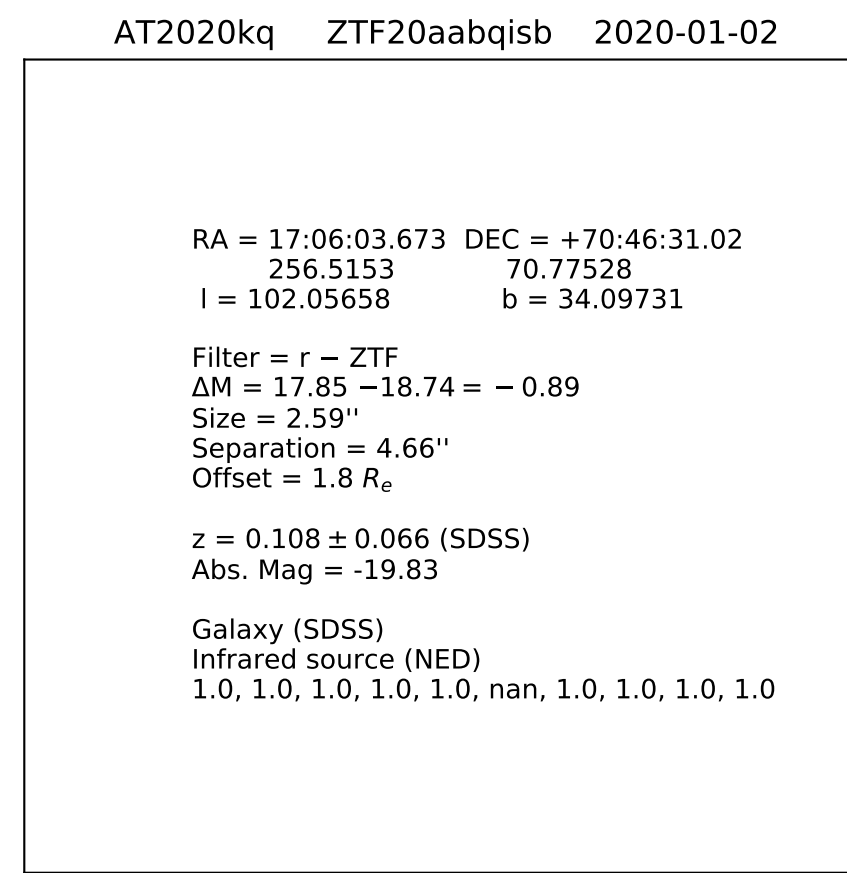 AT2020kq ZTF20aabqisb 2020-01-02
RA = 17:06:03.673 DEC = +70:46:31.02
256.5153 70.77528
l = 102.05658 b = 34.09731
Filter = r − ZTF
ΔM = 17.85 −18.74 = − 0.89
Size = 2.59''
Separation = 4.66''
Offset = 1.8 Rₑ
z = 0.108 ± 0.066 (SDSS)
Abs. Mag = -19.83
Galaxy (SDSS)
Infrared source (NED)
1.0, 1.0, 1.0, 1.0, 1.0, nan, 1.0, 1.0, 1.0, 1.0